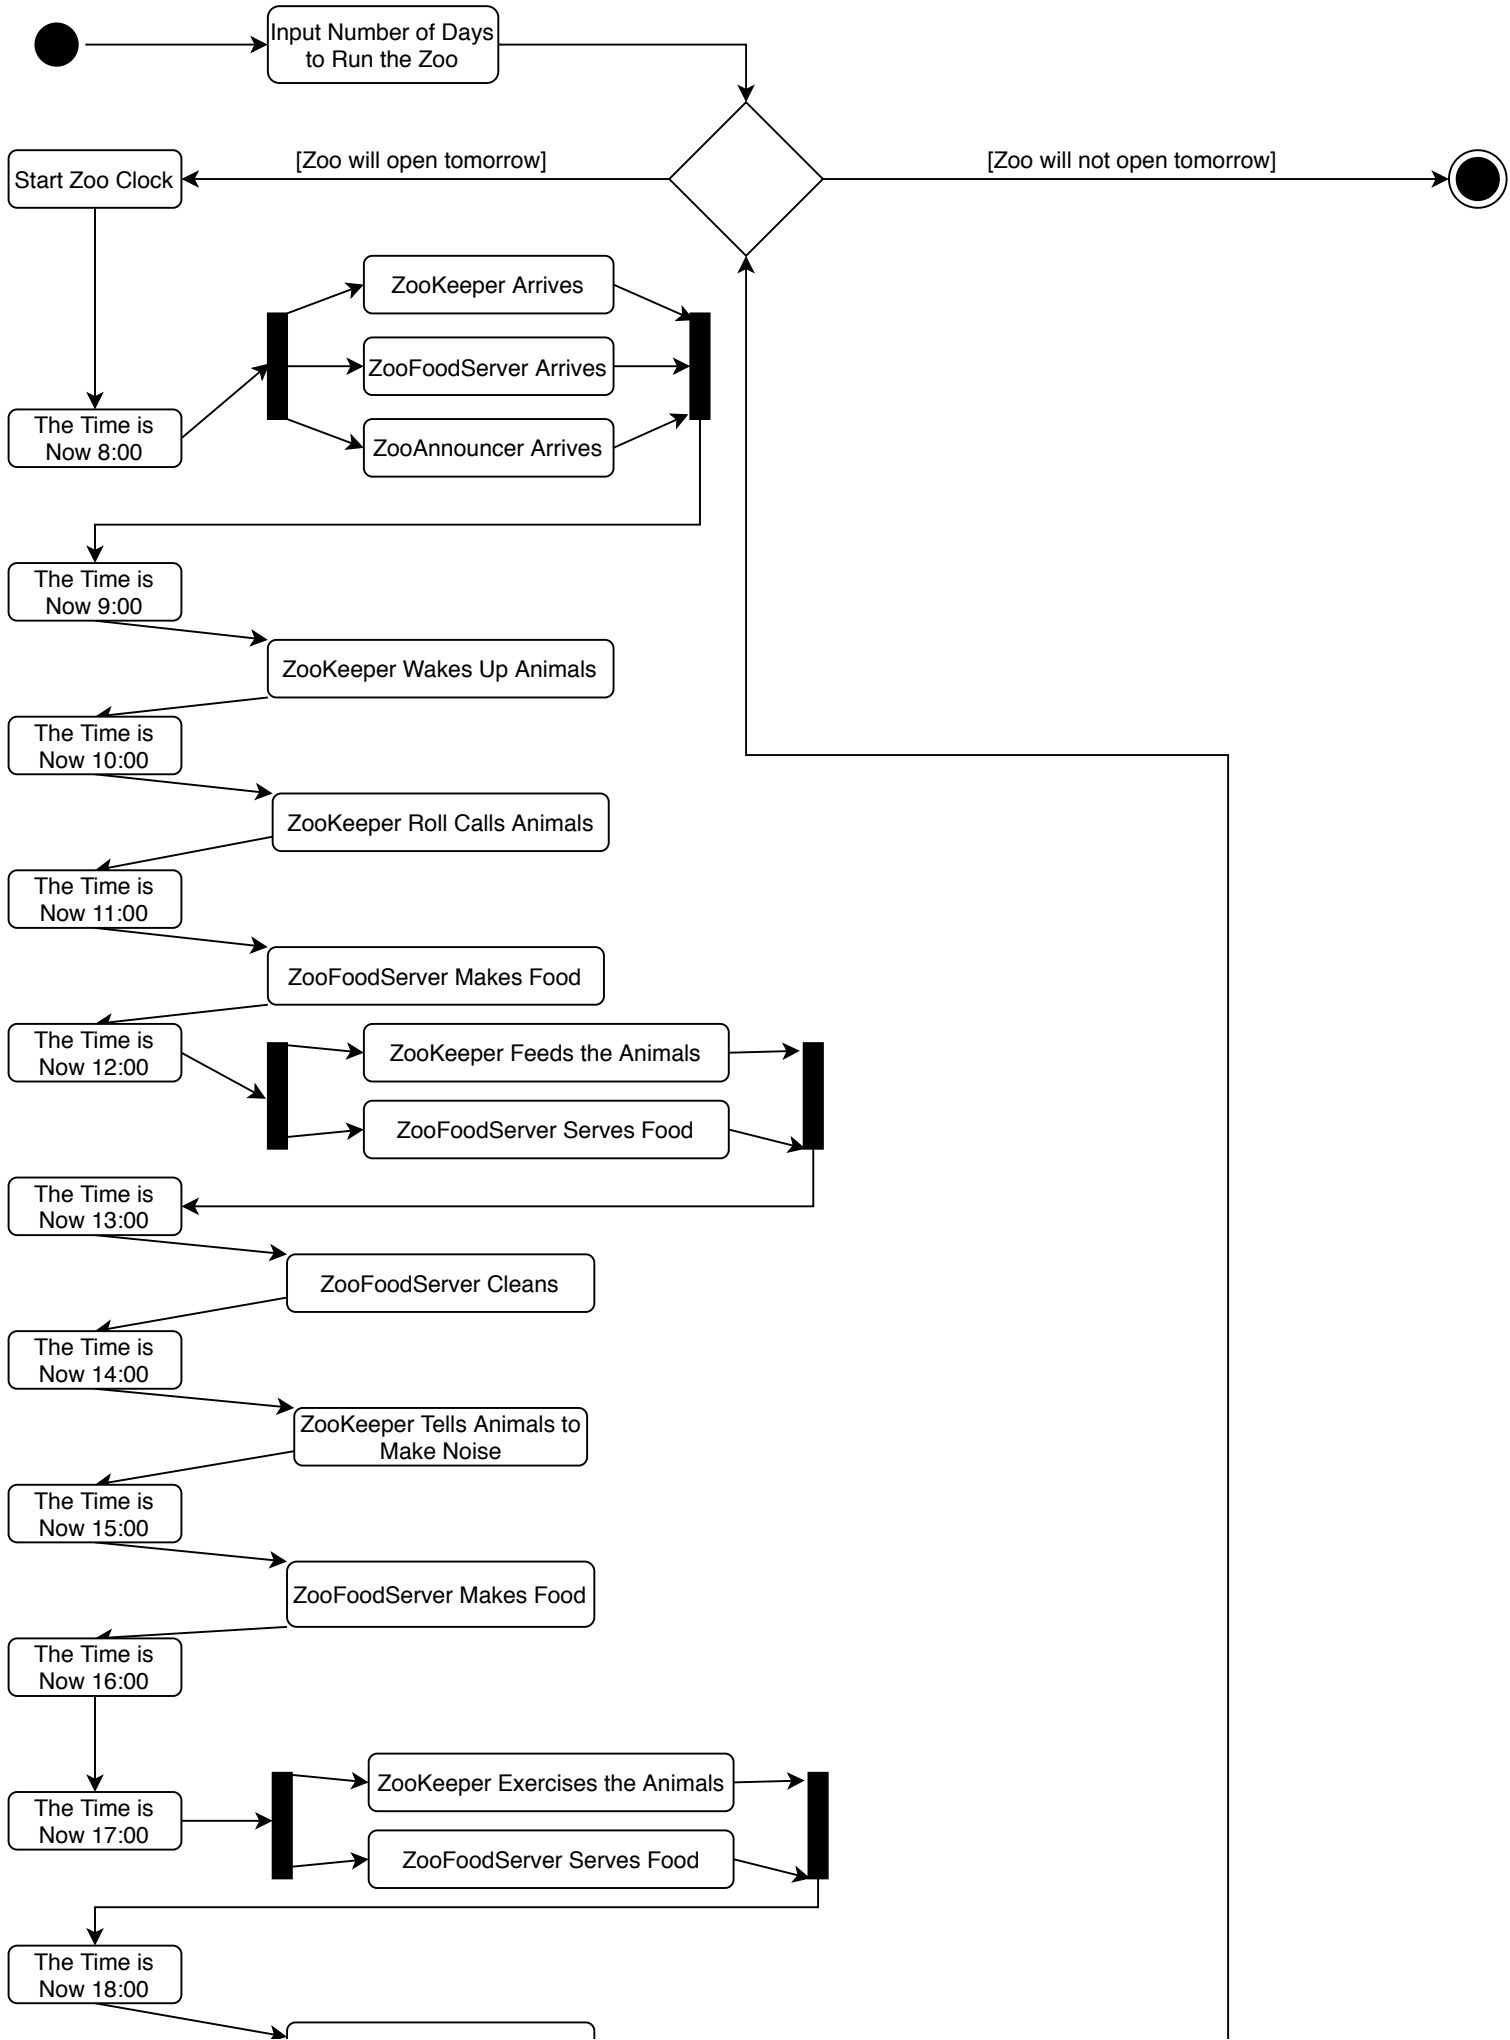 Input Number of Days
to Run the Zoo
[Zoo will open tomorrow]
[Zoo will not open tomorrow]
Start Zoo Clock
ZooKeeper Arrives
ZooFoodServer Arrives
ZooAnnouncer Arrives
The Time is
Now 8:00
The Time is
Now 9:00
ZooKeeper Wakes Up Animals
The Time is
Now 10:00
ZooKeeper Roll Calls Animals
The Time is
Now 11:00
ZooFoodServer Makes Food
The Time is
Now 12:00
ZooKeeper Feeds the Animals
ZooFoodServer Serves Food
The Time is
Now 13:00
ZooFoodServer Cleans
The Time is
Now 14:00
ZooKeeper Tells Animals to
Make Noise
The Time is
Now 15:00
ZooFoodServer Makes Food
The Time is
Now 16:00
ZooKeeper Exercises the Animals
The Time is
Now 17:00
ZooFoodServer Serves Food
The Time is
Now 18:00